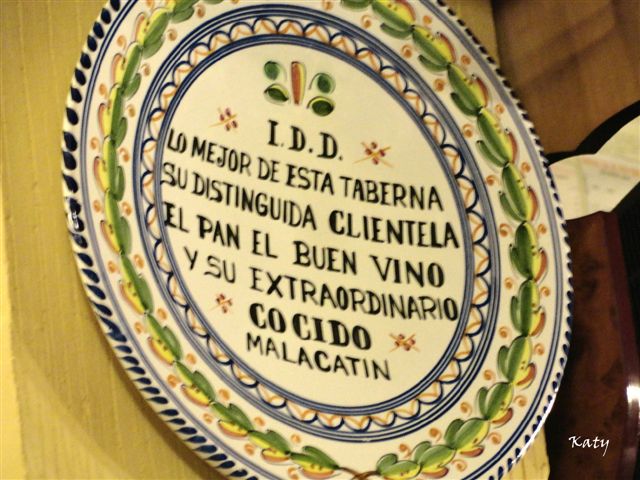 I.D.D.
LO MEJOR DE ESTA TABERNA
SU DISTINGUIDA CLIENTELA
EL PAN EL BUEN VINO
Y SU EXTRAORDINARIO
COCIDO
MALACATIN
Katy